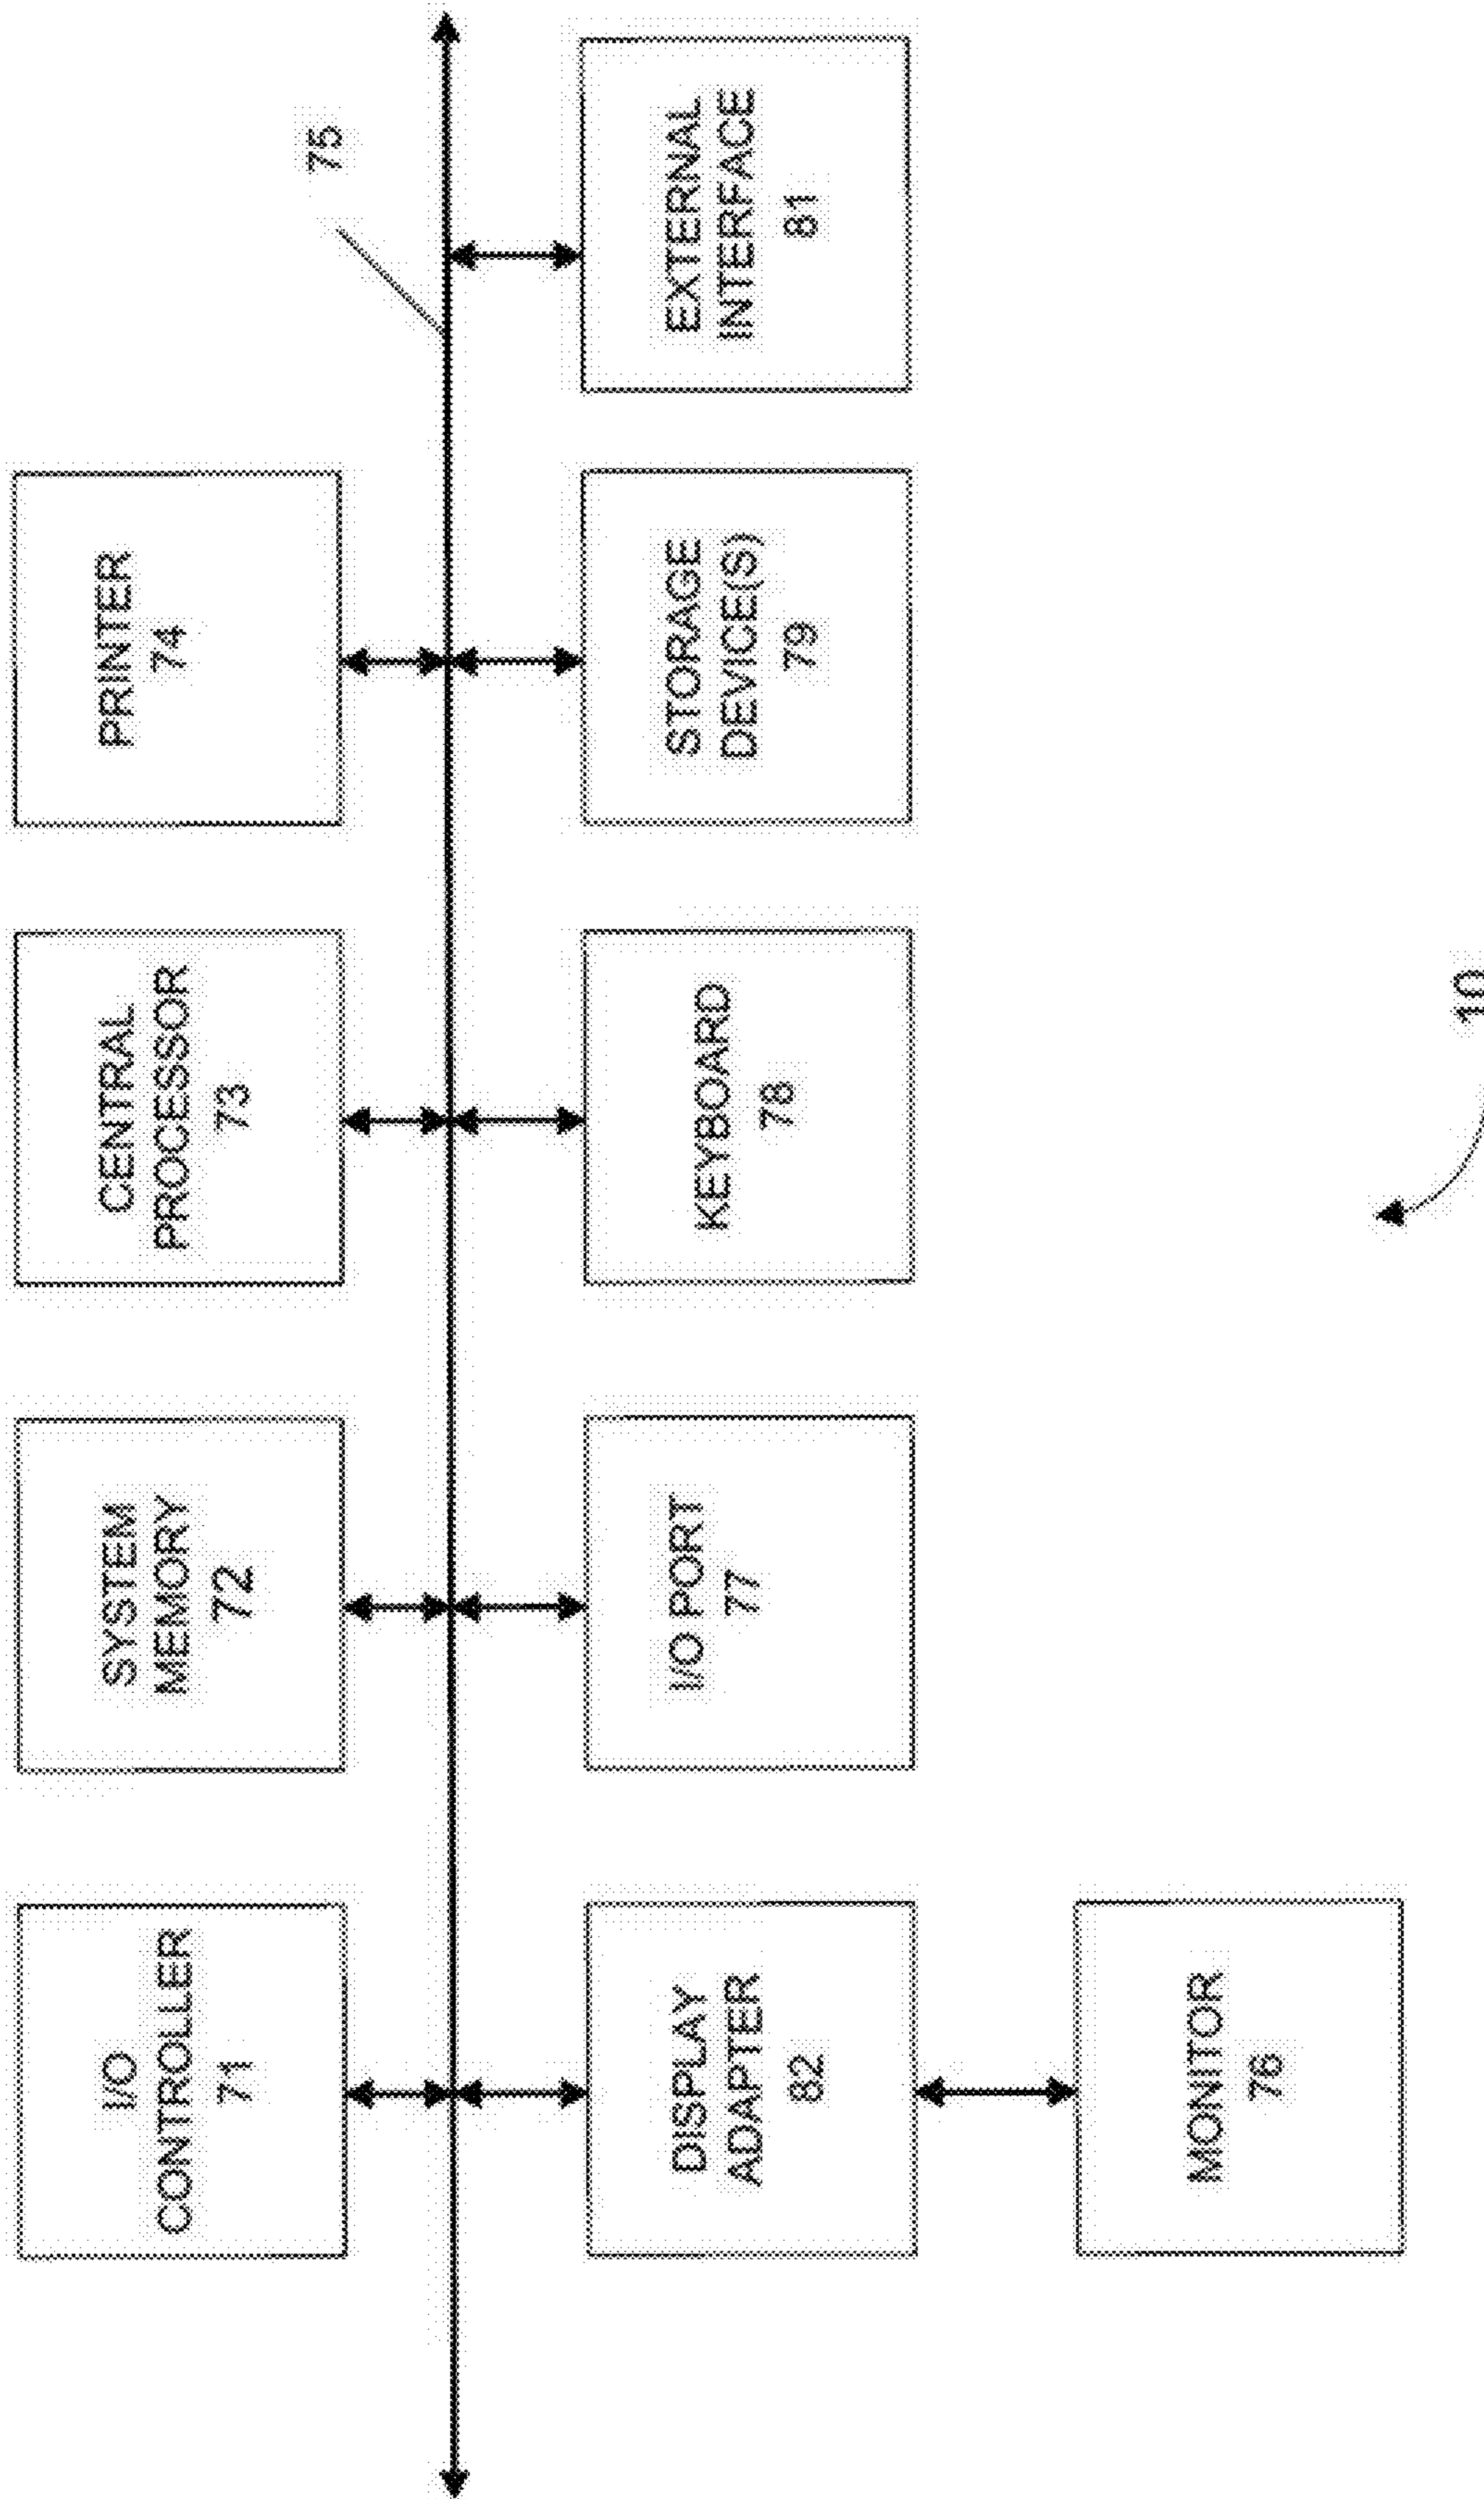 I/O
CONTROLLER
71
SYSTEM
MEMORY
72
CENTRAL
PROCESSOR
73
PRINTER
74
75
DISPLAY
ADAPTER
82
I/O PORT
77
KEYBOARD
78
STORAGE
DEVICE(S)
79
EXTERNAL
INTERFACE
81
MONITOR
76
10